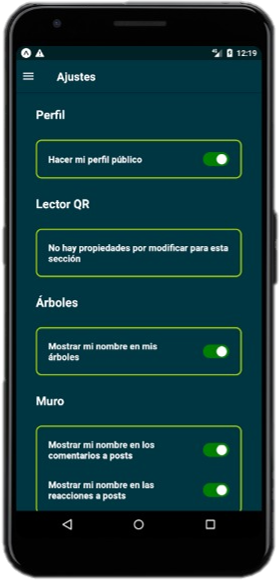 12:19
Ajustes
Perfil
Hacer mi perfil público
Lector QR
No hay propiedades por modificar para esta
sección
Árboles
Mostrar mi nombre en mis
árboles
Muro
Mostrar mi nombre en los
comentarios a posts
Mostrar mi nombre en las
reacciones a posts